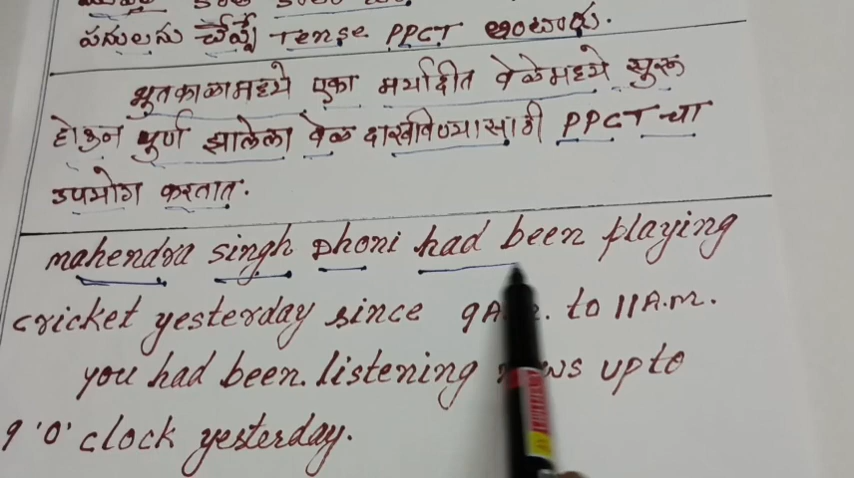 పనులను చెప్పే Tense PPCT అంటారు.
भुतकाळामध्ये एका मर्यादीत वेळेमध्ये सुरू
होऊन पुर्ण झालेला वेळ दाखविण्यासाठी PPCT चा
उपयोग करतात.
mahendra singh Dhoni had been playing
cricket yesterday since 9 A.m. to 11 A.m.
you had been. listening news upto
9 'o' clock yesterday.